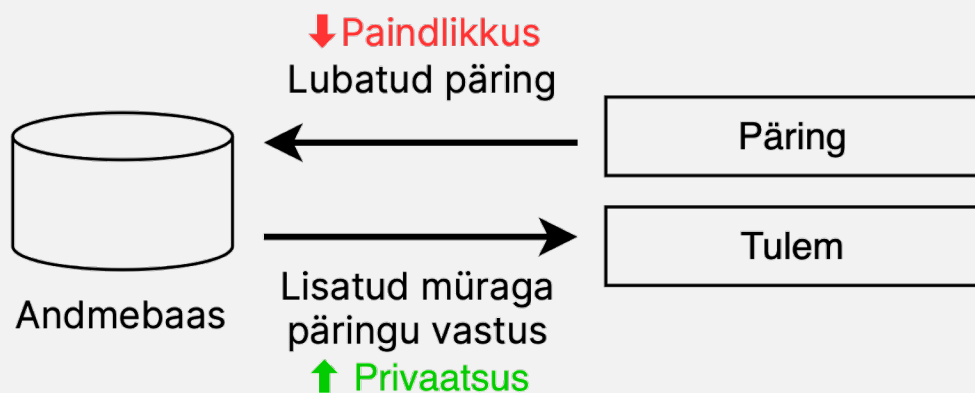 Paindlikkus
Lubatud päring
Päring
Tulem
Andmebaas
Lisatud müraga
päringu vastus
Privaatsus